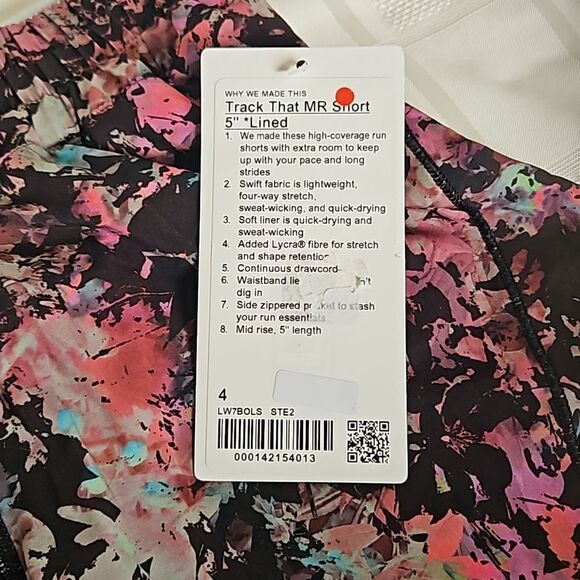 WHY WE MADE THIS
Track That MR Short
5" *Lined
1. We made these high-coverage run
shorts with extra room to keep
up with your pace and long
strides
2. Swift fabric is lightweight,
four-way stretch,
sweat-wicking, and quick-drying
3. Soft liner is quick-drying and
sweat-wicking
4. Added Lycra® fibre for stretch
and shape retention
5. Continuous drawcord
6. Waistband lie
dig in
7. Side zippered pocket to stash
your run essentials
8. Mid rise, 5" length
4
LW7BOLS STE2
000142154013